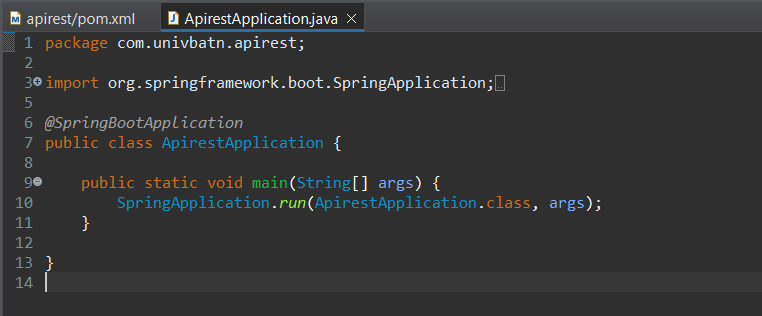 apirest/pom.xml ApirestApplication.java
1 package com.univbatn.apirest;
2
3 import org.springframework.boot.SpringApplication;
5
6 @SpringBootApplication
7 public class ApirestApplication {
8
9     public static void main(String[] args) {
10         SpringApplication.run(ApirestApplication.class, args);
11     }
12
13 }
14